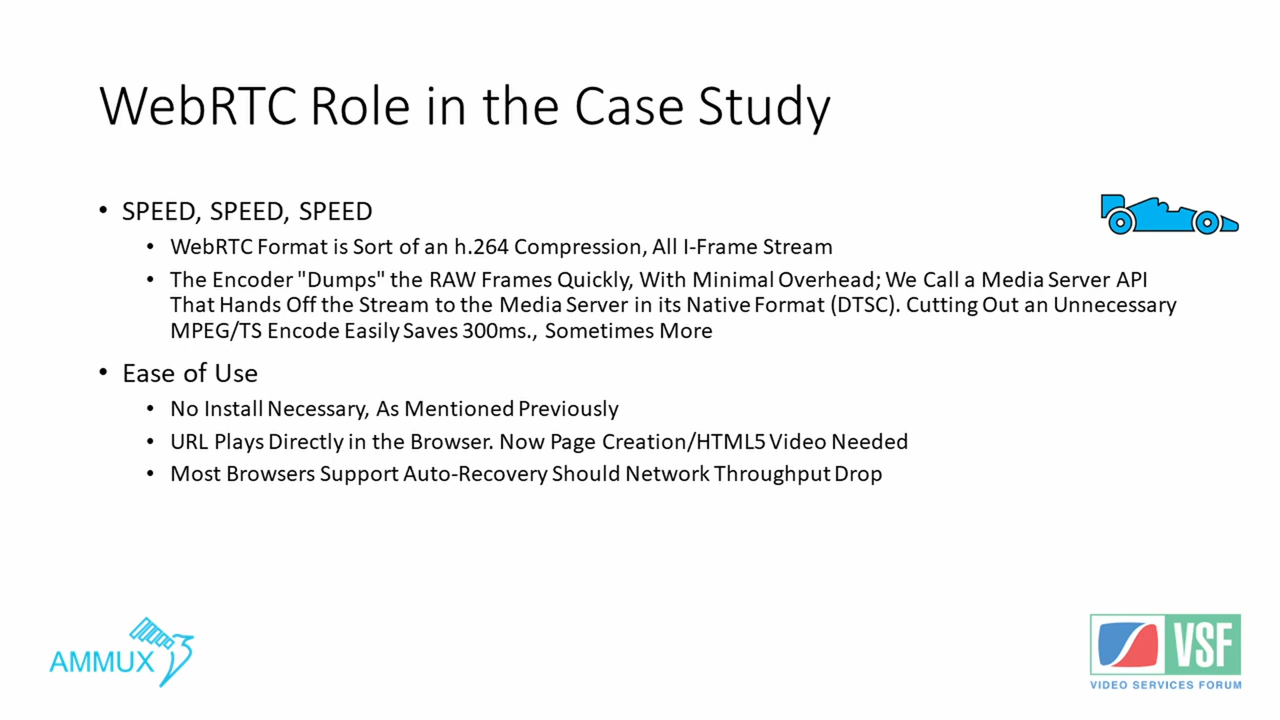 WebRTC Role in the Case Study
• SPEED, SPEED, SPEED
• WebRTC Format is Sort of an h.264 Compression, All I-Frame Stream
• The Encoder "Dumps" the RAW Frames Quickly, With Minimal Overhead; We Call a Media Server API
That Hands Off the Stream to the Media Server in its Native Format (DTSC). Cutting Out an Unnecessary
MPEG/TS Encode Easily Saves 300ms., Sometimes More
• Ease of Use
• No Install Necessary, As Mentioned Previously
• URL Plays Directly in the Browser. Now Page Creation/HTML5 Video Needed
• Most Browsers Support Auto-Recovery Should Network Throughput Drop
AMMUX
VSF
VIDEO SERVICES FORUM